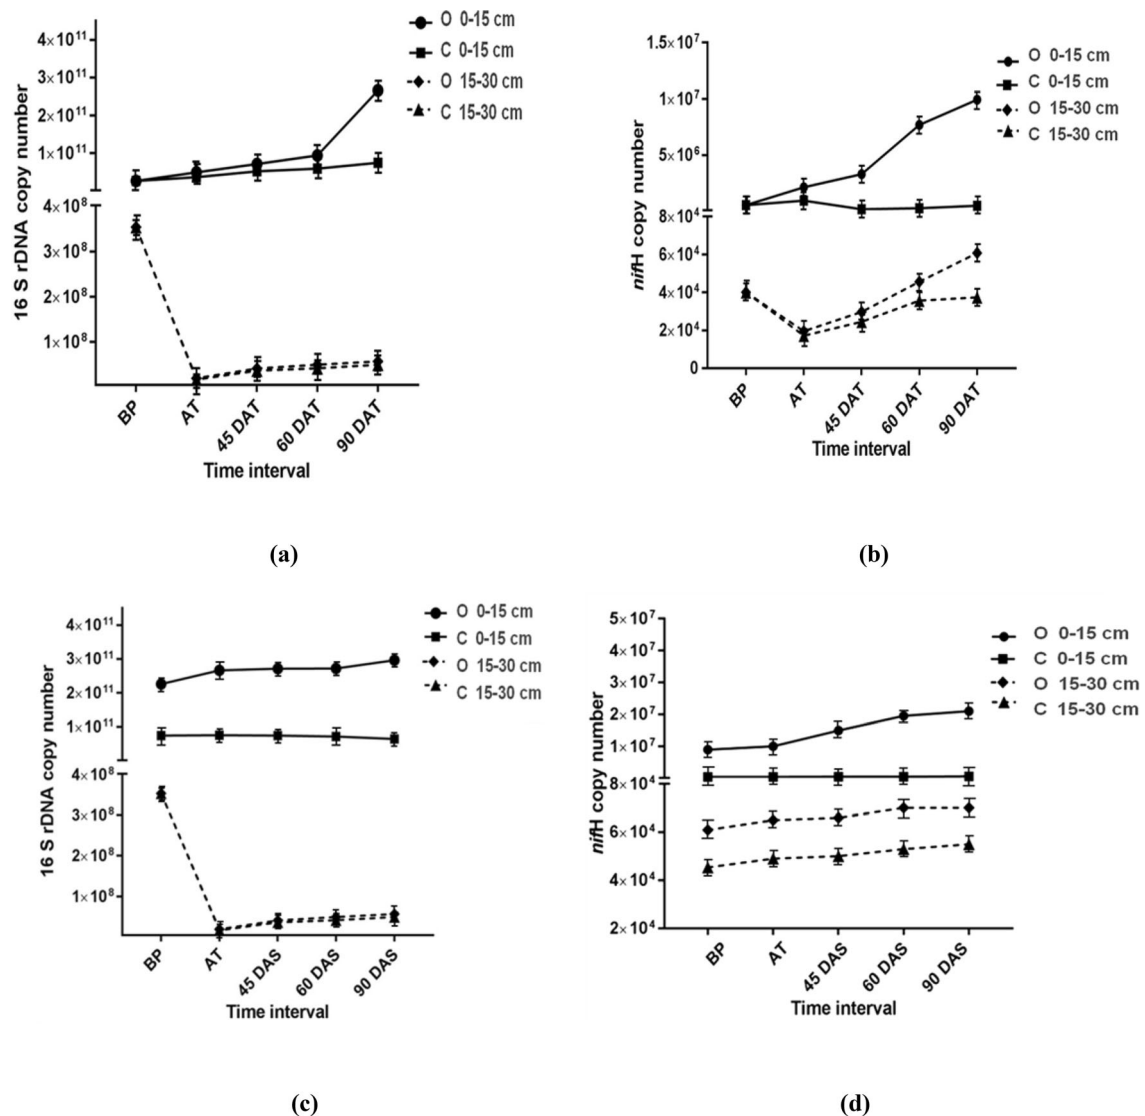 O 0-15 cm
C 0-15 cm
O 15-30 cm
C 15-30 cm
16 S rDNA copy number
4×10¹¹
3×10¹¹
2×10¹¹
1×10¹¹
4×10⁸
3×10⁸
2×10⁸
1×10⁸
BP
AT
45 DAT
60 DAT
90 DAT
Time interval
(a)
O 0-15 cm
C 0-15 cm
O 15-30 cm
C 15-30 cm
nifH copy number
1.5×10⁷
1×10⁷
5×10⁶
8×10⁴
6×10⁴
4×10⁴
2×10⁴
0
BP
AT
45 DAT
60 DAT
90 DAT
Time interval
(b)
O 0-15 cm
C 0-15 cm
O 15-30 cm
C 15-30 cm
16 S rDNA copy number
4×10¹¹
3×10¹¹
2×10¹¹
1×10¹¹
4×10⁸
3×10⁸
2×10⁸
1×10⁸
BP
AT
45 DAS
60 DAS
90 DAS
Time interval
(c)
O 0-15 cm
C 0-15 cm
O 15-30 cm
C 15-30 cm
nifH copy number
5×10⁷
4×10⁷
3×10⁷
2×10⁷
1×10⁷
8×10⁴
6×10⁴
4×10⁴
2×10⁴
BP
AT
45 DAS
60 DAS
90 DAS
Time interval
(d)